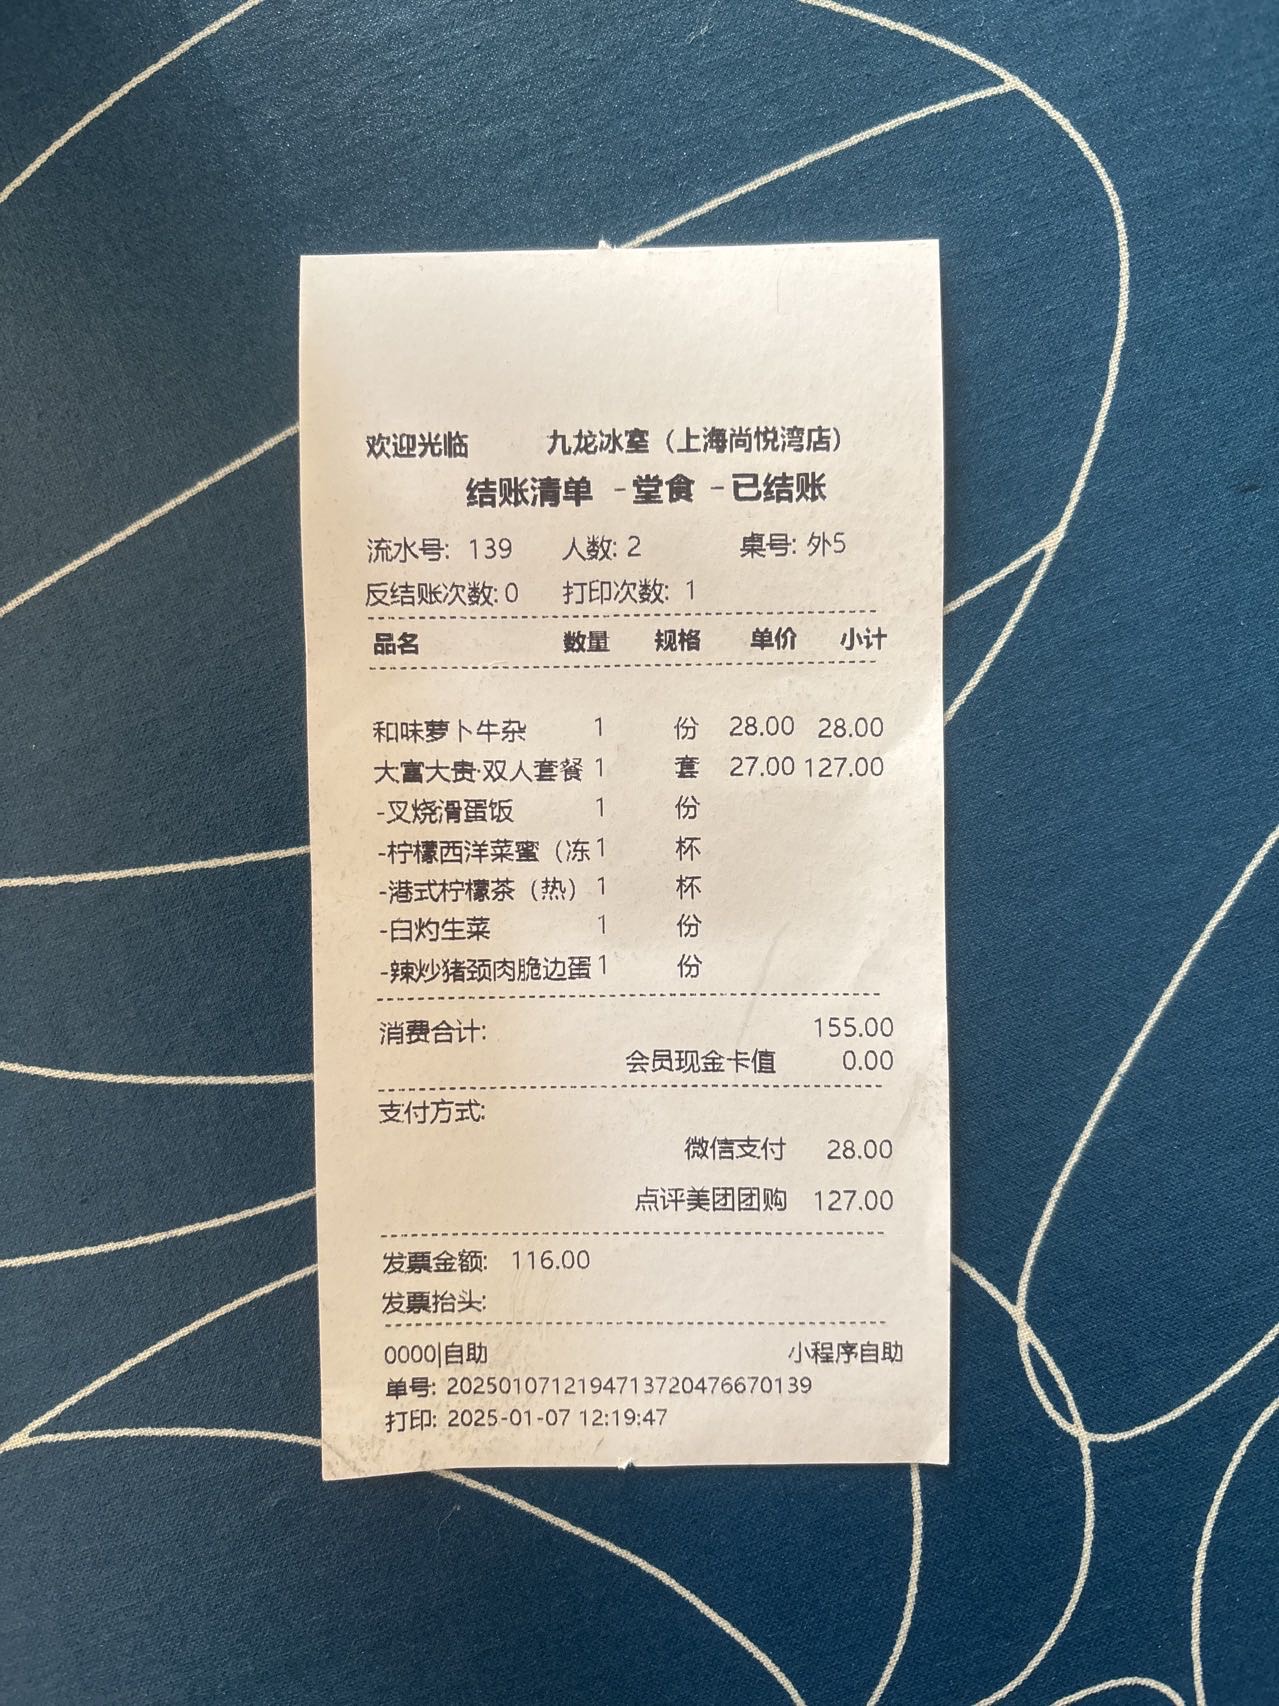 欢迎光临 九龙冰室（上海尚悦湾店）
结账清单 -堂食 -已结账
流水号: 139 人数: 2 桌号: 外5
反结账次数: 0 打印次数: 1
品名 数量 规格 单价 小计
和味萝卜牛杂 1 份 28.00 28.00
大富大贵·双人套餐 1 套 27.00 127.00
-叉烧滑蛋饭 1 份
-柠檬西洋菜蜜（冻 1 杯
-港式柠檬茶（热） 1 杯
-白灼生菜 1 份
-辣炒猪颈肉脆边蛋 1 份
消费合计: 155.00
会员现金卡值 0.00
支付方式:
微信支付 28.00
点评美团团购 127.00
发票金额: 116.00
发票抬头:
0000|自助 小程序自助
单号: 20250107121947137204766​70139
打印: 2025-01-07 12:19:47